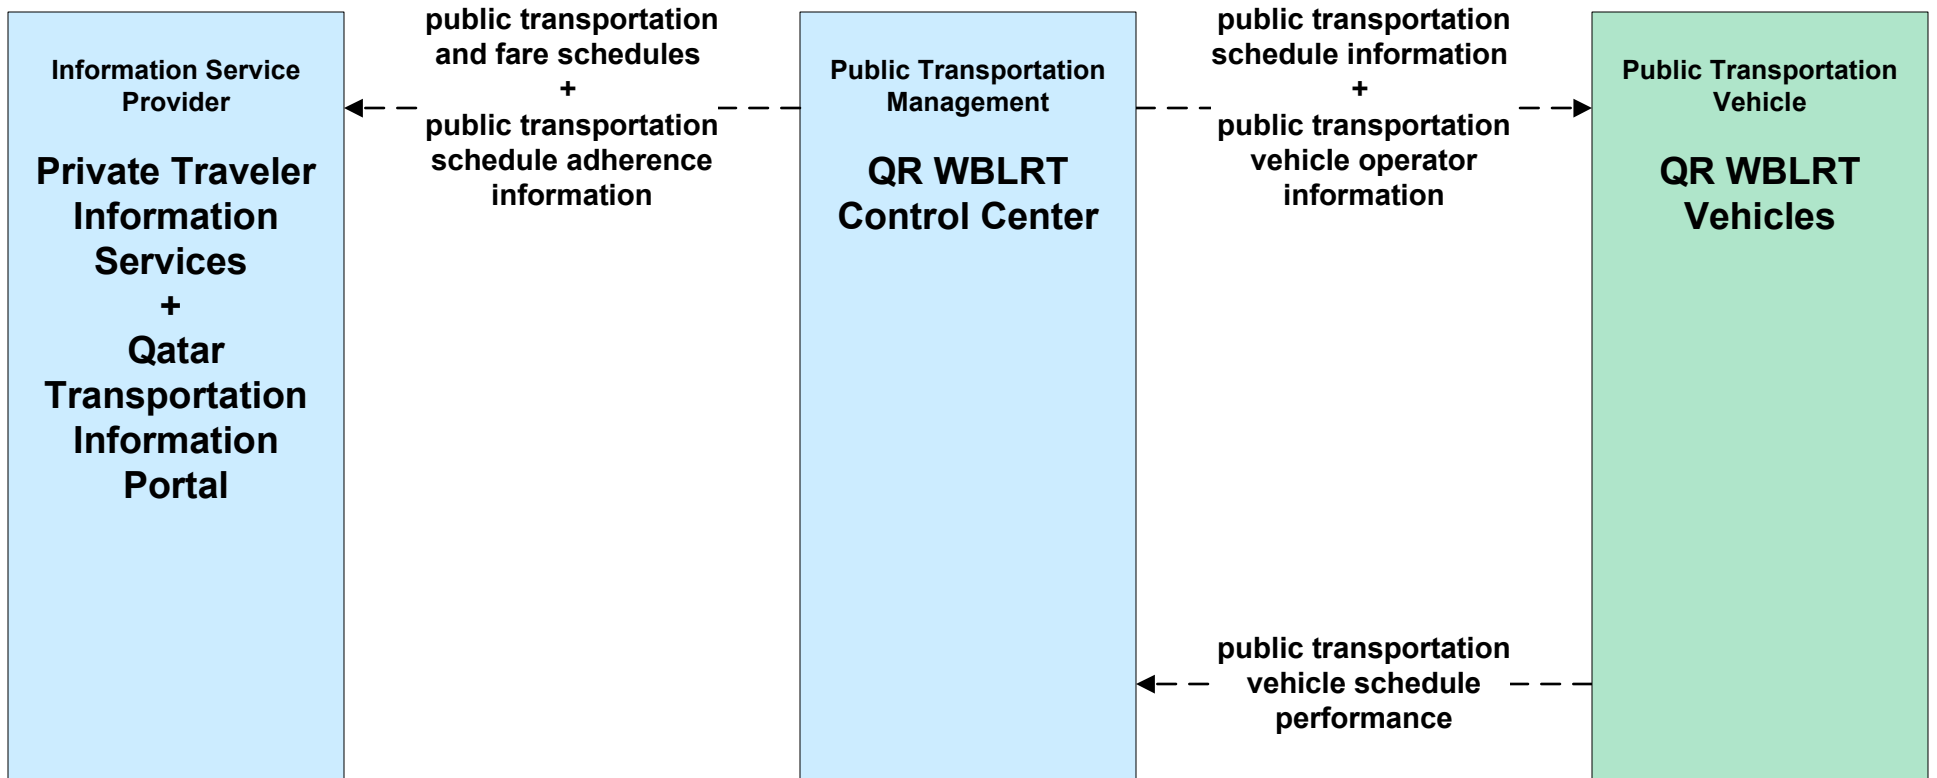 Information Service
Provider
Private Traveler
Information
Services
+
Qatar
Transportation
Information
Portal
public transportation
and fare schedules
+
public transportation
schedule adherence
information
Public Transportation
Management
QR WBLRT
Control Center
public transportation
schedule information
+
public transportation
vehicle operator
information
public transportation
vehicle schedule
performance
Public Transportation
Vehicle
QR WBLRT
Vehicles